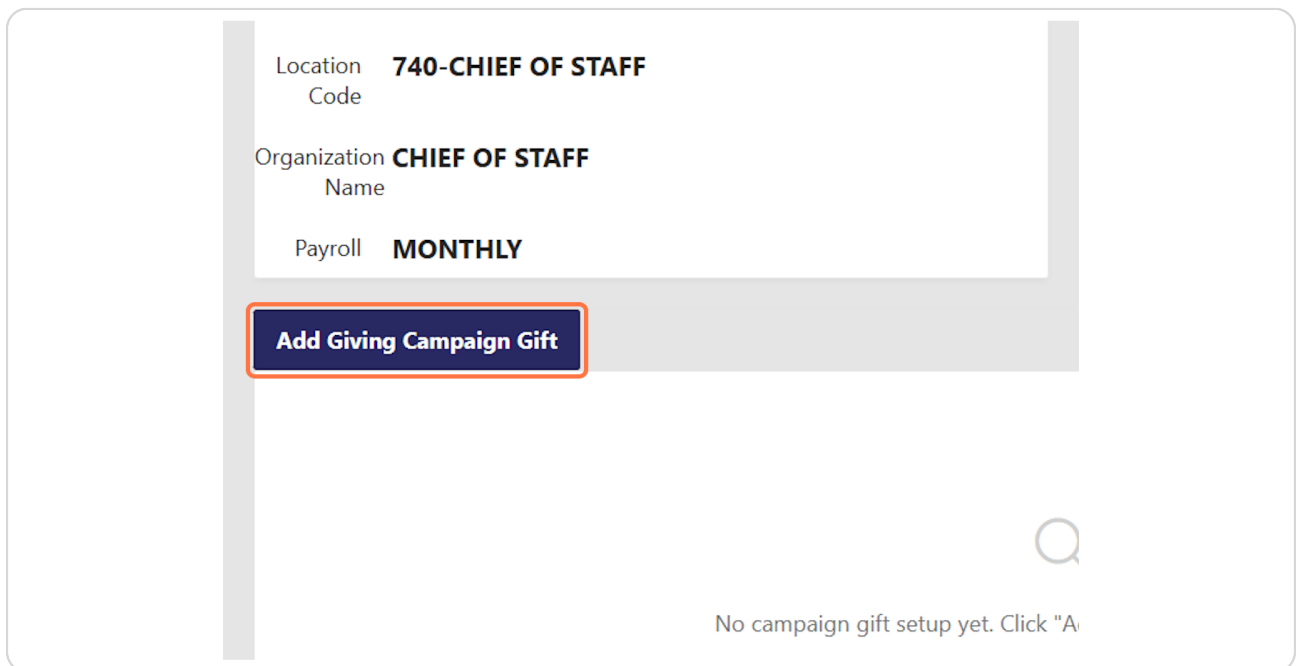 Location 740-CHIEF OF STAFF
Code
Organization CHIEF OF STAFF
Name
Payroll MONTHLY
Add Giving Campaign Gift
No campaign gift setup yet. Click "A